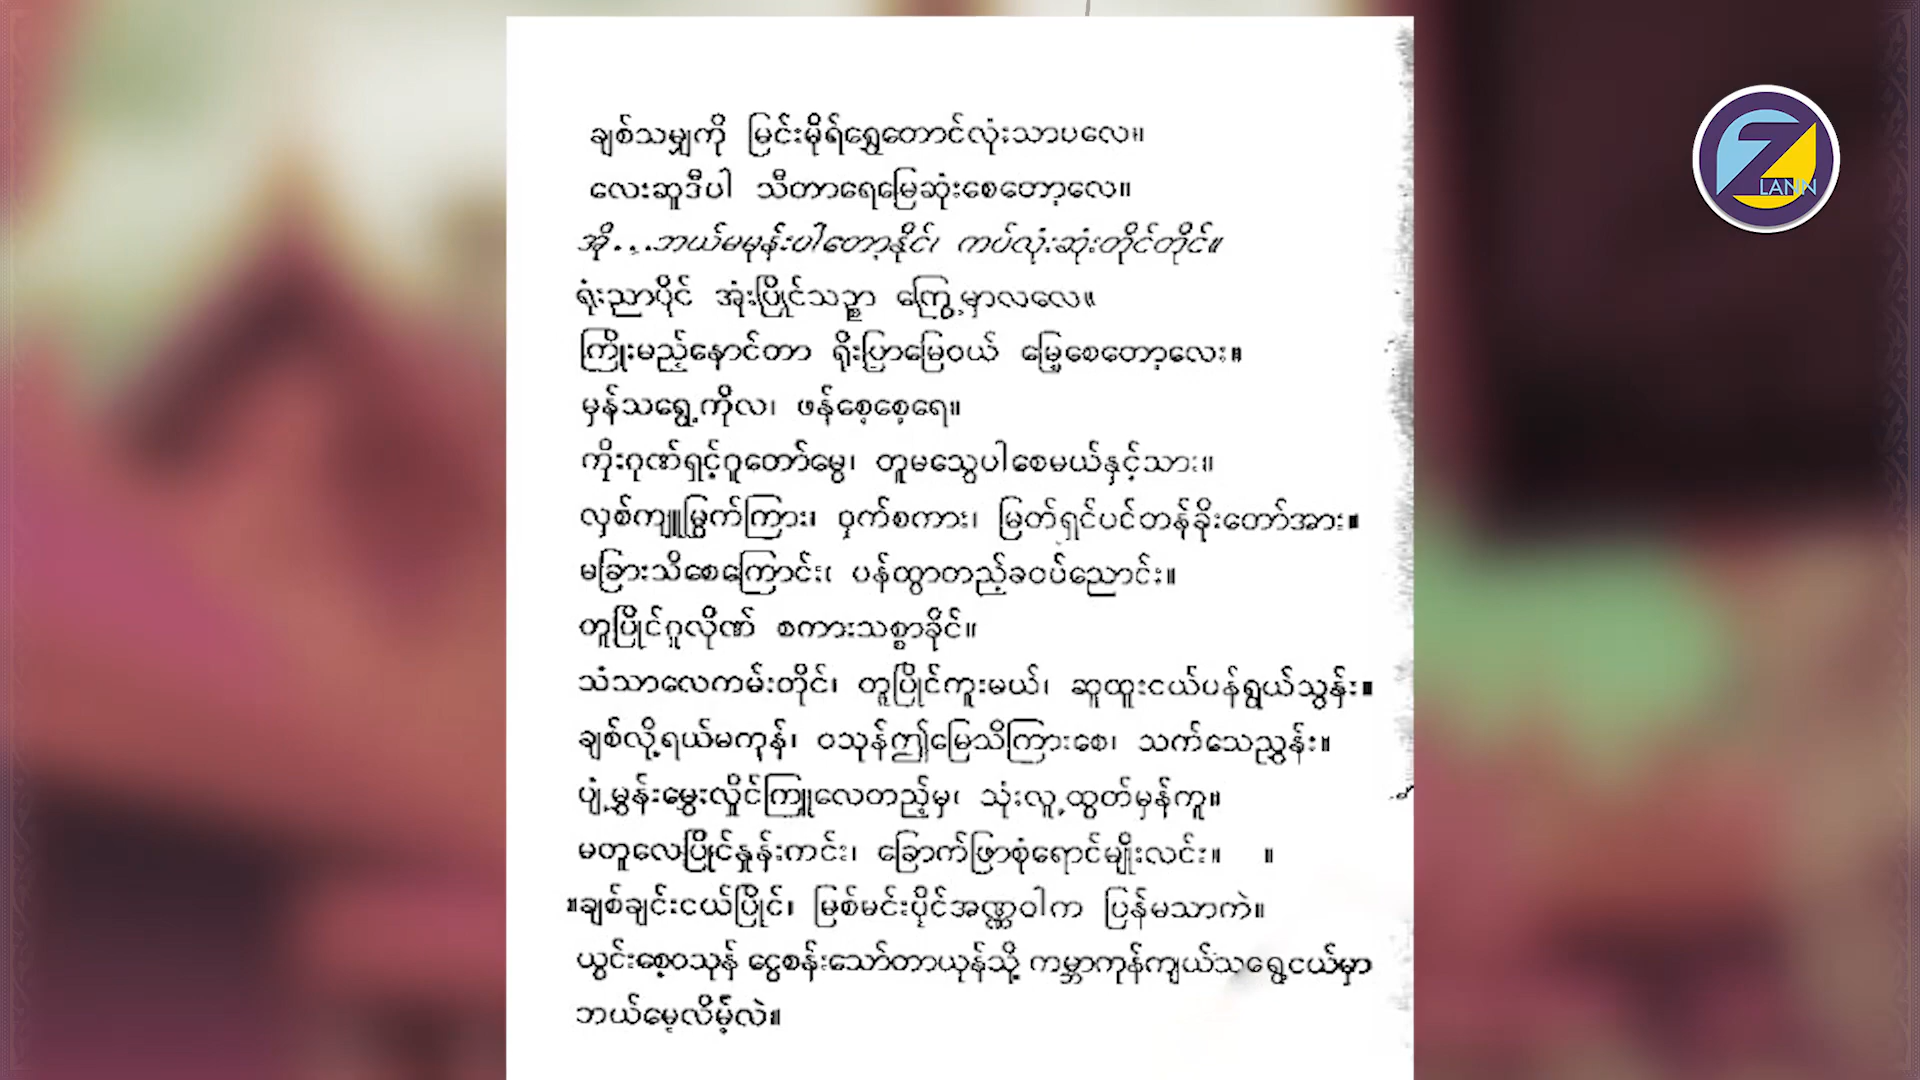 ချစ်သမျှကို မြင်းမိုရ်ရွှေတောင်လုံးသာပလေ။
လေးဆူဒီပါ သီတာရေမြေဆုံးစေတော့လေ။
အို...ဘယ်မမုန်းပါတော့နိုင်၊ ကပ်လုံးဆုံးတိုင်တိုင်။
ရုံးညာပိုင် အုံးပြိုင်သဉ္ဇာ ကြွေ့မှာလလေ။
ကြိုးမည့်နောင်တာ ရိုးပြာမြေဝယ် မြှေ့စေတော့လေး။
မှန်သရွေ့ကိုလ၊ ဖန်စေ့စေ့ရေ။
ကိုးဂုဏ်ရှင့်ဂူတော်မွေ၊ တူမသွေပါစေမယ်နှင့်သား။
လှစ်ကျူမြွက်ကြား၊ ဝှက်စကား၊ မြတ်ရှင်ပင်တန်ခိုးတော်အား။
မခြားသိစေကြောင်း၊ ပန်ထွာတည့်ခဝပ်ညောင်း။
တူပြိုင်ဂူလိုဏ် စကားသစ္စာခိုင်။
သံသာလေကမ်းတိုင်၊ တူပြိုင်ကူးမယ်၊ ဆူထူးငယ်ပန်ရွယ်သွန်း။
ချစ်လို့ရယ်မကုန်၊ ဝသုန်ဤမြေသိကြားစေ၊ သက်သေညွှန်း။
ပျံ့မွှန်းမွှေးလှိုင်ကြူလေတည့်မှ၊ သုံးလူ့ထွတ်မှန်ကူ။
မတူလေပြိုင်နှုန်းကင်း၊ ခြောက်ဖြာစုံရောင်မျိုးလင်း။ ။
။ချစ်ချင်းငယ်ပြိုင်၊ မြစ်မင်းပိုင်အဏ္ဏဝါက ပြန်မသာကဲ။
ယွင်းစေ့ဝသုန် ငွေစန်းသော်တာယုန်သို့ ကမ္ဘာကုန်ကျယ်သရွေ့ငယ်မှာ
ဘယ်မေ့လိမ့်လဲ။
Z LANN